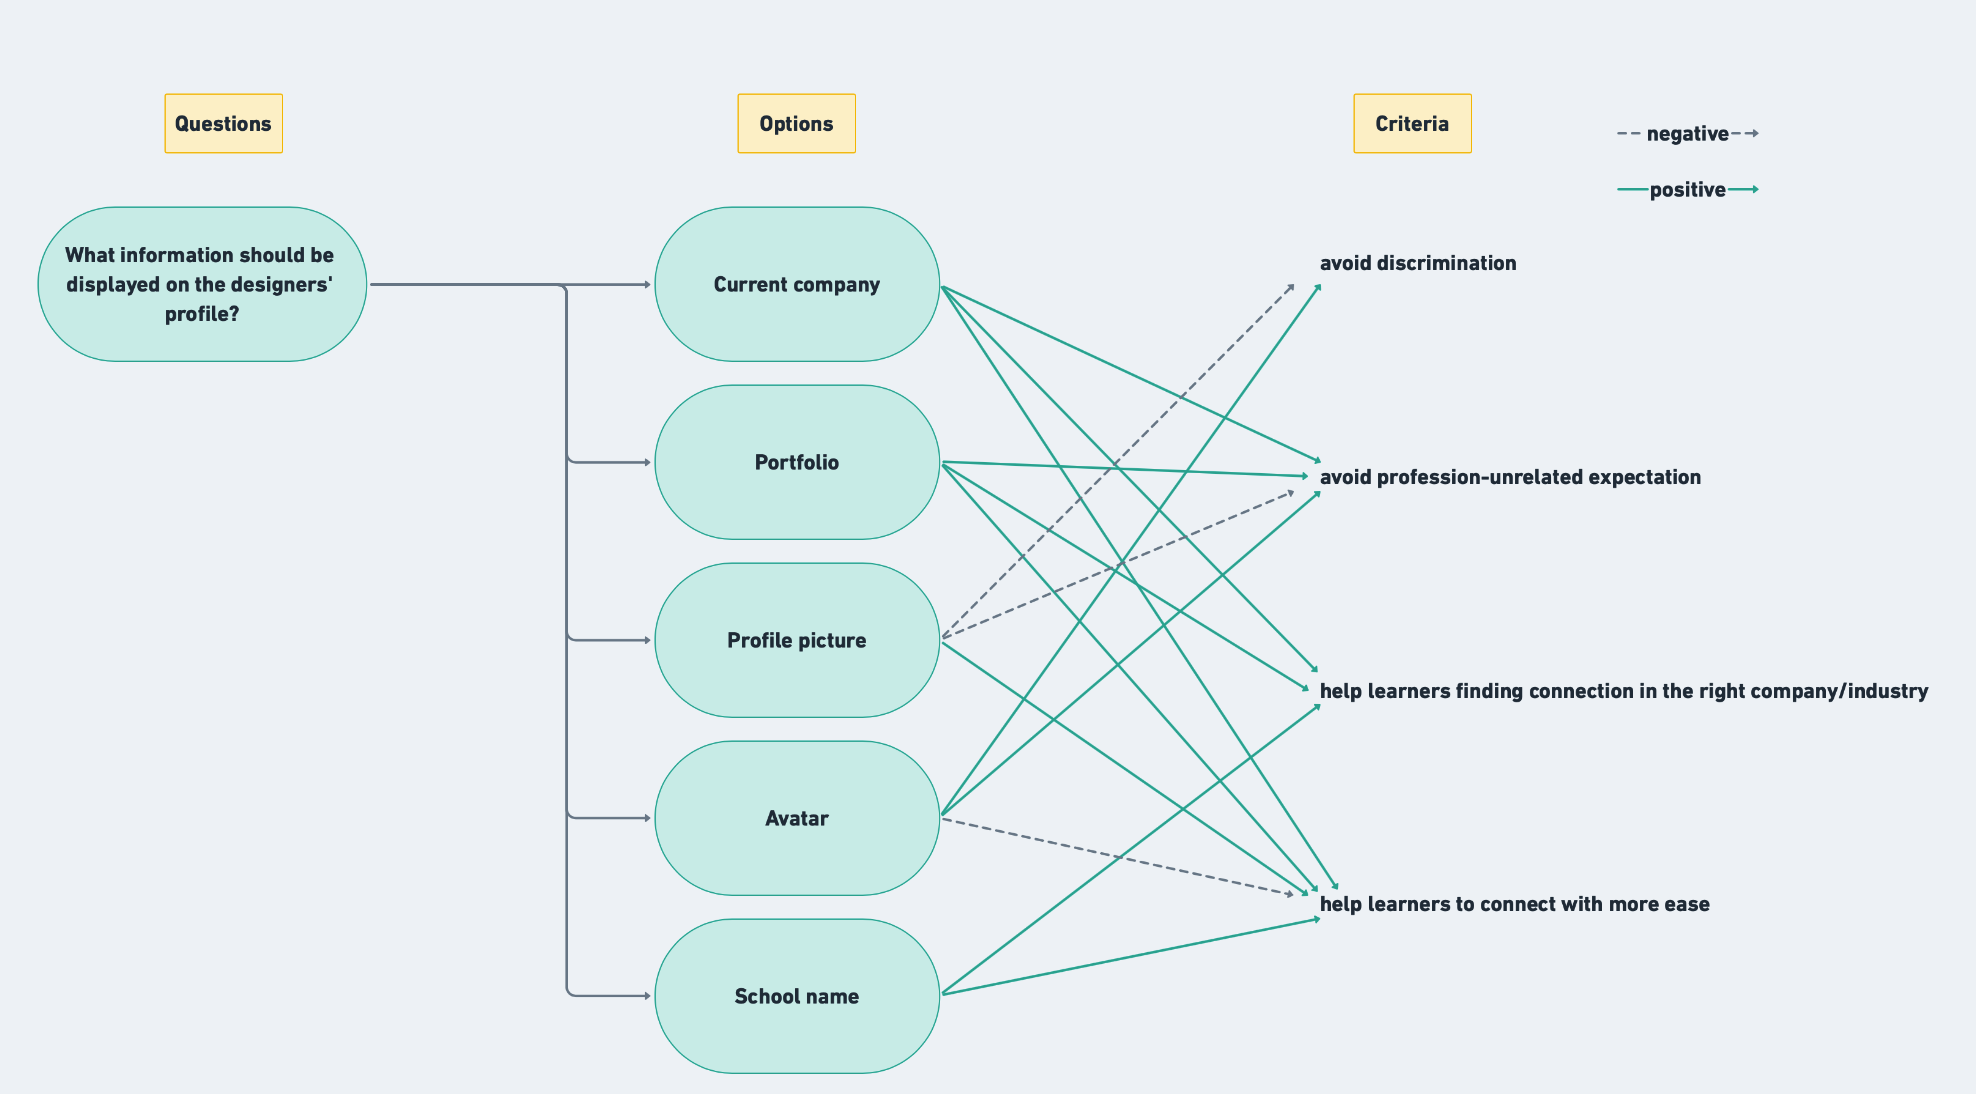 Questions
Options
Criteria
negative
positive
What information should be
displayed on the designers'
profile?
Current company
Portfolio
Profile picture
Avatar
School name
avoid discrimination
avoid profession-unrelated expectation
help learners finding connection in the right company/industry
help learners to connect with more ease